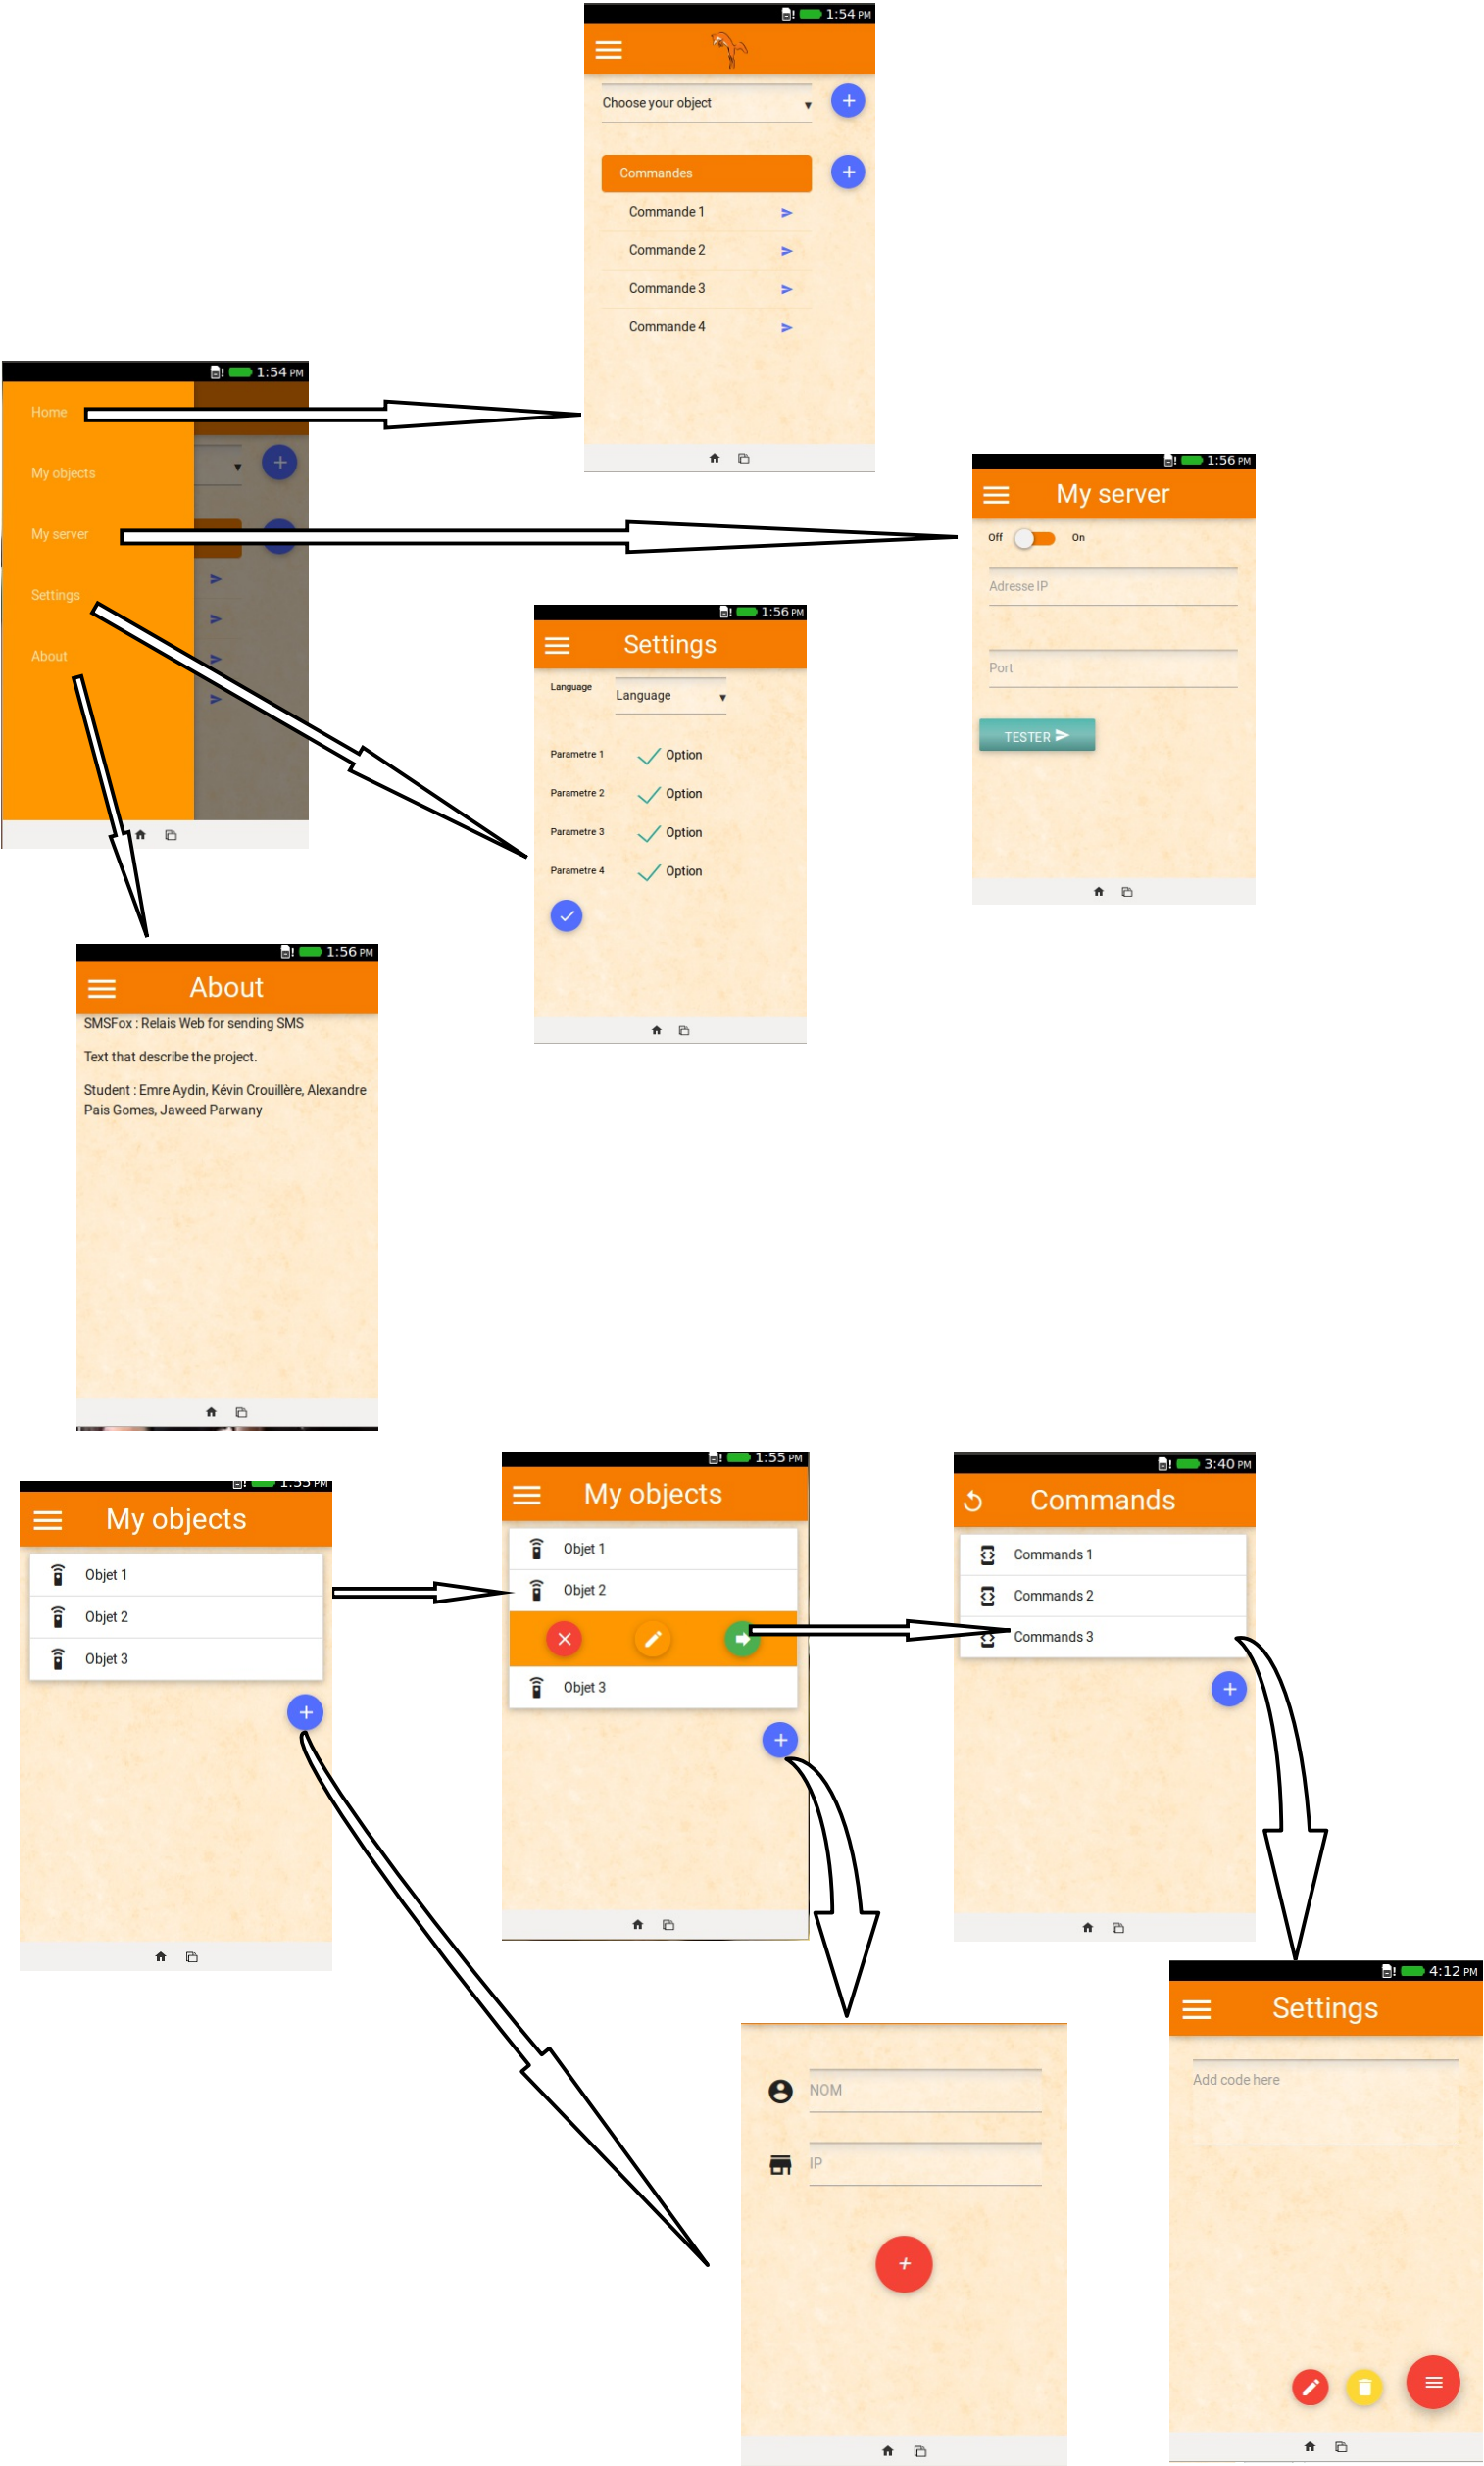 1:54 PM
Choose your object
Commandes
Commande 1
Commande 2
Commande 3
Commande 4
1:54 PM
Home
My objects
My server
Settings
About
1:56 PM
My server
Off On
Adresse IP
Port
TESTER
1:56 PM
Settings
Language Language
Parametre 1 Option
Parametre 2 Option
Parametre 3 Option
Parametre 4 Option
1:56 PM
About
SMSFox : Relais Web for sending SMS
Text that describe the project.
Student : Emre Aydin, Kévin Crouillère, Alexandre
Pais Gomes, Jaweed Parwany
My objects
Objet 1
Objet 2
Objet 3
1:55 PM
My objects
Objet 1
Objet 2
Objet 3
3:40 PM
Commands
Commands 1
Commands 2
Commands 3
NOM
IP
4:12 PM
Settings
Add code here